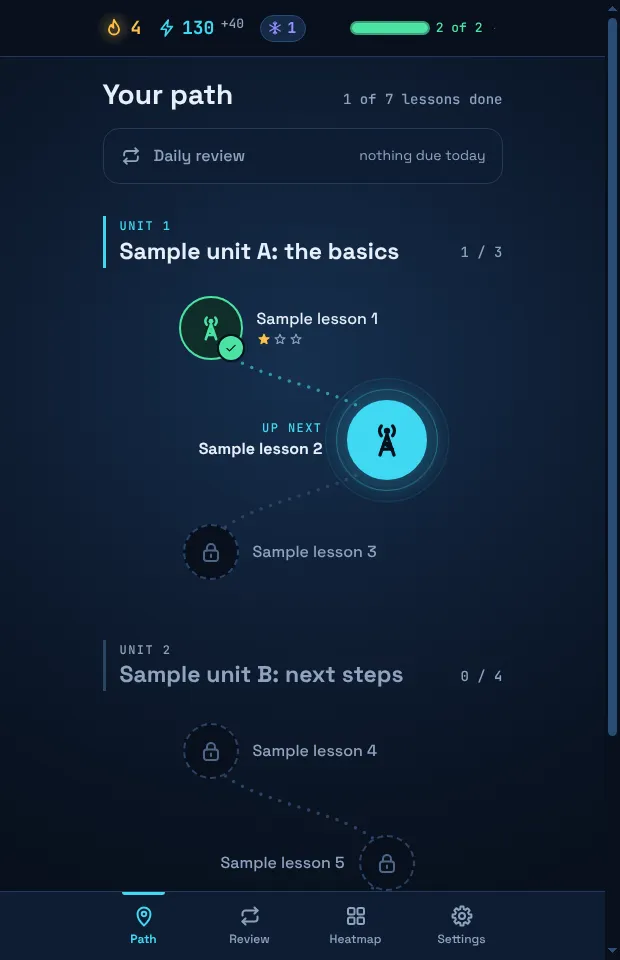 4 130 +40 1 2 of 2
Your path 1 of 7 lessons done
Daily review nothing due today
UNIT 1
Sample unit A: the basics 1 / 3
Sample lesson 1
UP NEXT
Sample lesson 2
Sample lesson 3
UNIT 2
Sample unit B: next steps 0 / 4
Sample lesson 4
Sample lesson 5
Path Review Heatmap Settings